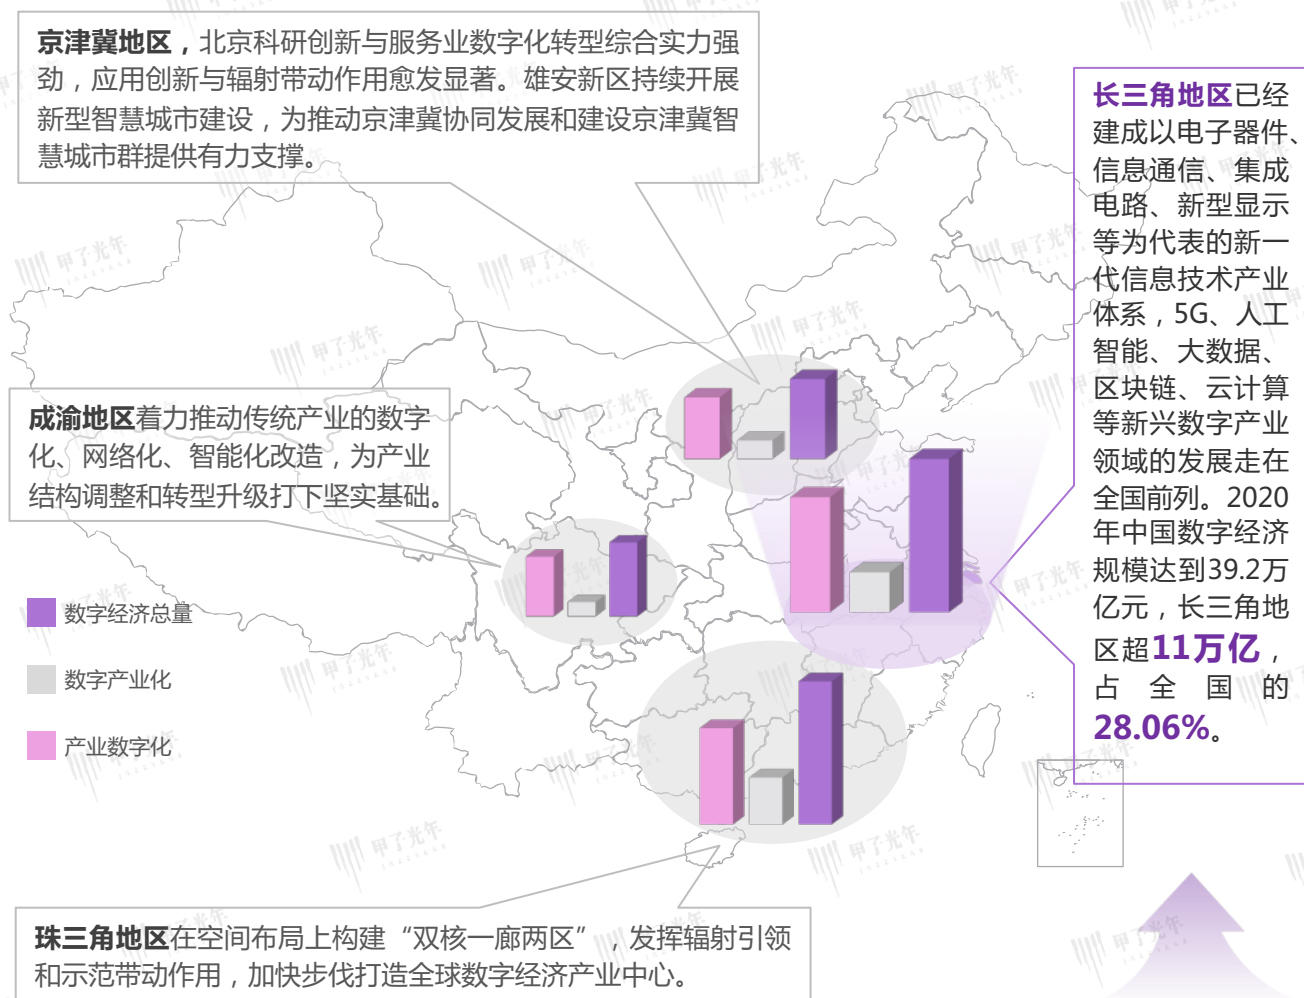 京津冀地区，北京科研创新与服务业数字化转型综合实力强
劲，应用创新与辐射带动作用愈发显著。雄安新区持续开展
新型智慧城市建设，为推动京津冀协同发展和建设京津冀智
慧城市群提供有力支撑。
长三角地区已经
建成以电子器件、
信息通信、集成
电路、新型显示
等为代表的新一
代信息技术产业
体系，5G、人工
智能、大数据、
区块链、云计算
等新兴数字产业
领域的发展走在
全国前列。2020
年中国数字经济
规模达到39.2万
亿元，长三角地
区超11万亿，
占全国的
28.06%。
成渝地区着力推动传统产业的数字
化、网络化、智能化改造，为产业
结构调整和转型升级打下坚实基础。
数字经济总量
数字产业化
产业数字化
珠三角地区在空间布局上构建“双核一廊两区”，发挥辐射引领
和示范带动作用，加快步伐打造全球数字经济产业中心。
甲子光年